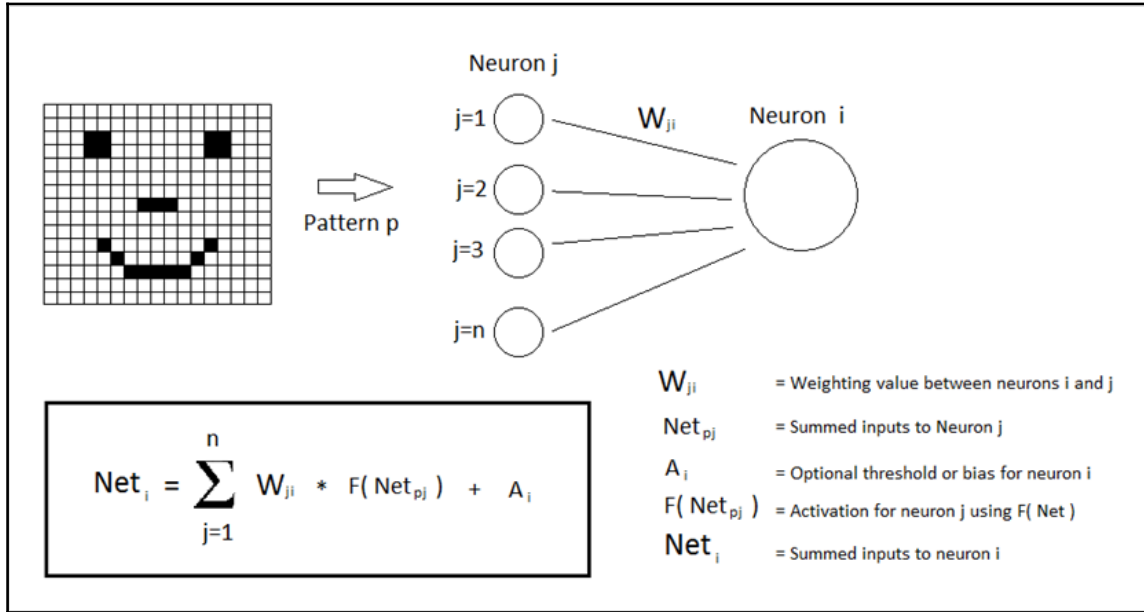 Neuron j
j=1
W ji
Neuron i
j=2
Pattern p
j=3
j=n
W ji = Weighting value between neurons i and j
Net pj = Summed inputs to Neuron j
A i = Optional threshold or bias for neuron i
F( Net pj ) = Activation for neuron j using F( Net )
Net i = Summed inputs to neuron i
n
Net i = ∑ W ji * F( Net pj ) + A i
j=1